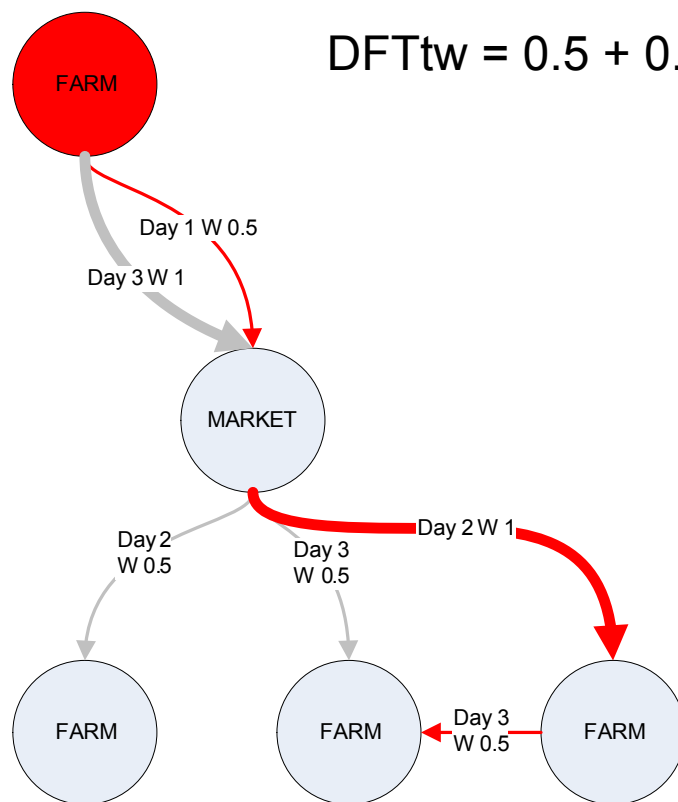 DFTtw = 0.5 + 0.
FARM
Day 1 W 0.5
Day 3 W 1
MARKET
Day 2 W 1
Day 2
W 0.5
Day 3
W 0.5
FARM
FARM
Day 3
W 0.5
FARM